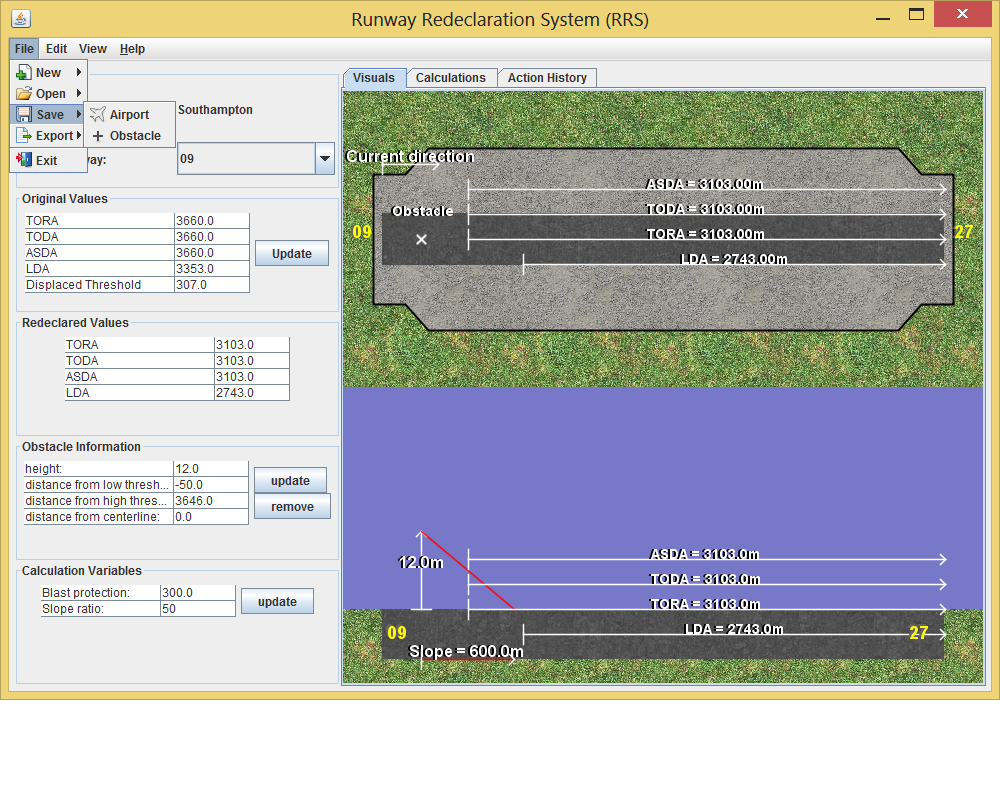 Runway Redeclaration System (RRS)
File Edit View Help
New
Open
Save
Export
Exit
Airport
Obstacle
Southampton
way:
09
Original Values
TORA 3660.0
TODA 3660.0
ASDA 3660.0
LDA 3353.0
Displaced Threshold 307.0
Update
Redeclared Values
TORA 3103.0
TODA 3103.0
ASDA 3103.0
LDA 2743.0
Obstacle Information
height: 12.0
distance from low thresh... -50.0
distance from high thres... 3646.0
distance from centerline: 0.0
update
remove
Calculation Variables
Blast protection: 300.0
Slope ratio: 50
update
Visuals Calculations Action History
Current direction
ASDA = 3103.00m
Obstacle
TODA = 3103.00m
09
TORA = 3103.00m
27
LDA = 2743.00m
ASDA = 3103.0m
12.0m
TODA = 3103.0m
TORA = 3103.0m
09
LDA = 2743.0m
27
Slope = 600.0m